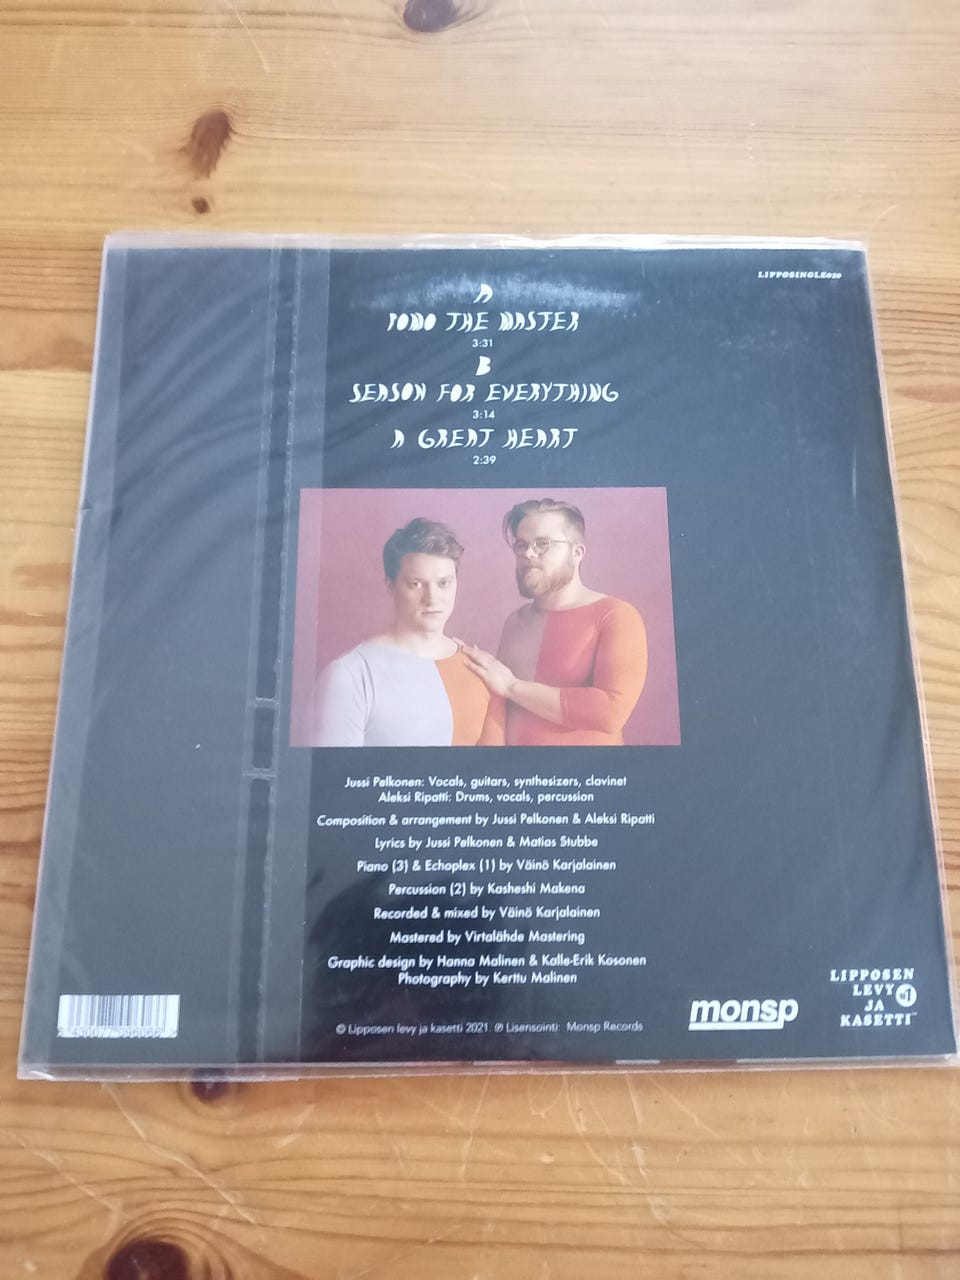 LIPPOSINGLE020
A
TOMO THE MASTER
3:31
B
SEASON FOR EVERYTHING
3:14
A GREAT HEART
2:39
Jussi Pelkonen: Vocals, guitars, synthesizers, clavinet
Aleksi Ripatti: Drums, vocals, percussion
Composition & arrangement by Jussi Pelkonen & Aleksi Ripatti
Lyrics by Jussi Pelkonen & Matias Stubbe
Piano (3) & Echoplex (1) by Väinö Karjalainen
Percussion (2) by Kasheshi Makena
Recorded & mixed by Väinö Karjalainen
Mastered by Virtalähde Mastering
Graphic design by Hanna Malinen & Kalle-Erik Kosonen
Photography by Kerttu Malinen
© Lipposen levy ja kasetti 2021. ℗ Lisensointi: Monsp Records
monsp
LIPPOSEN
LEVY
JA
KASETTI